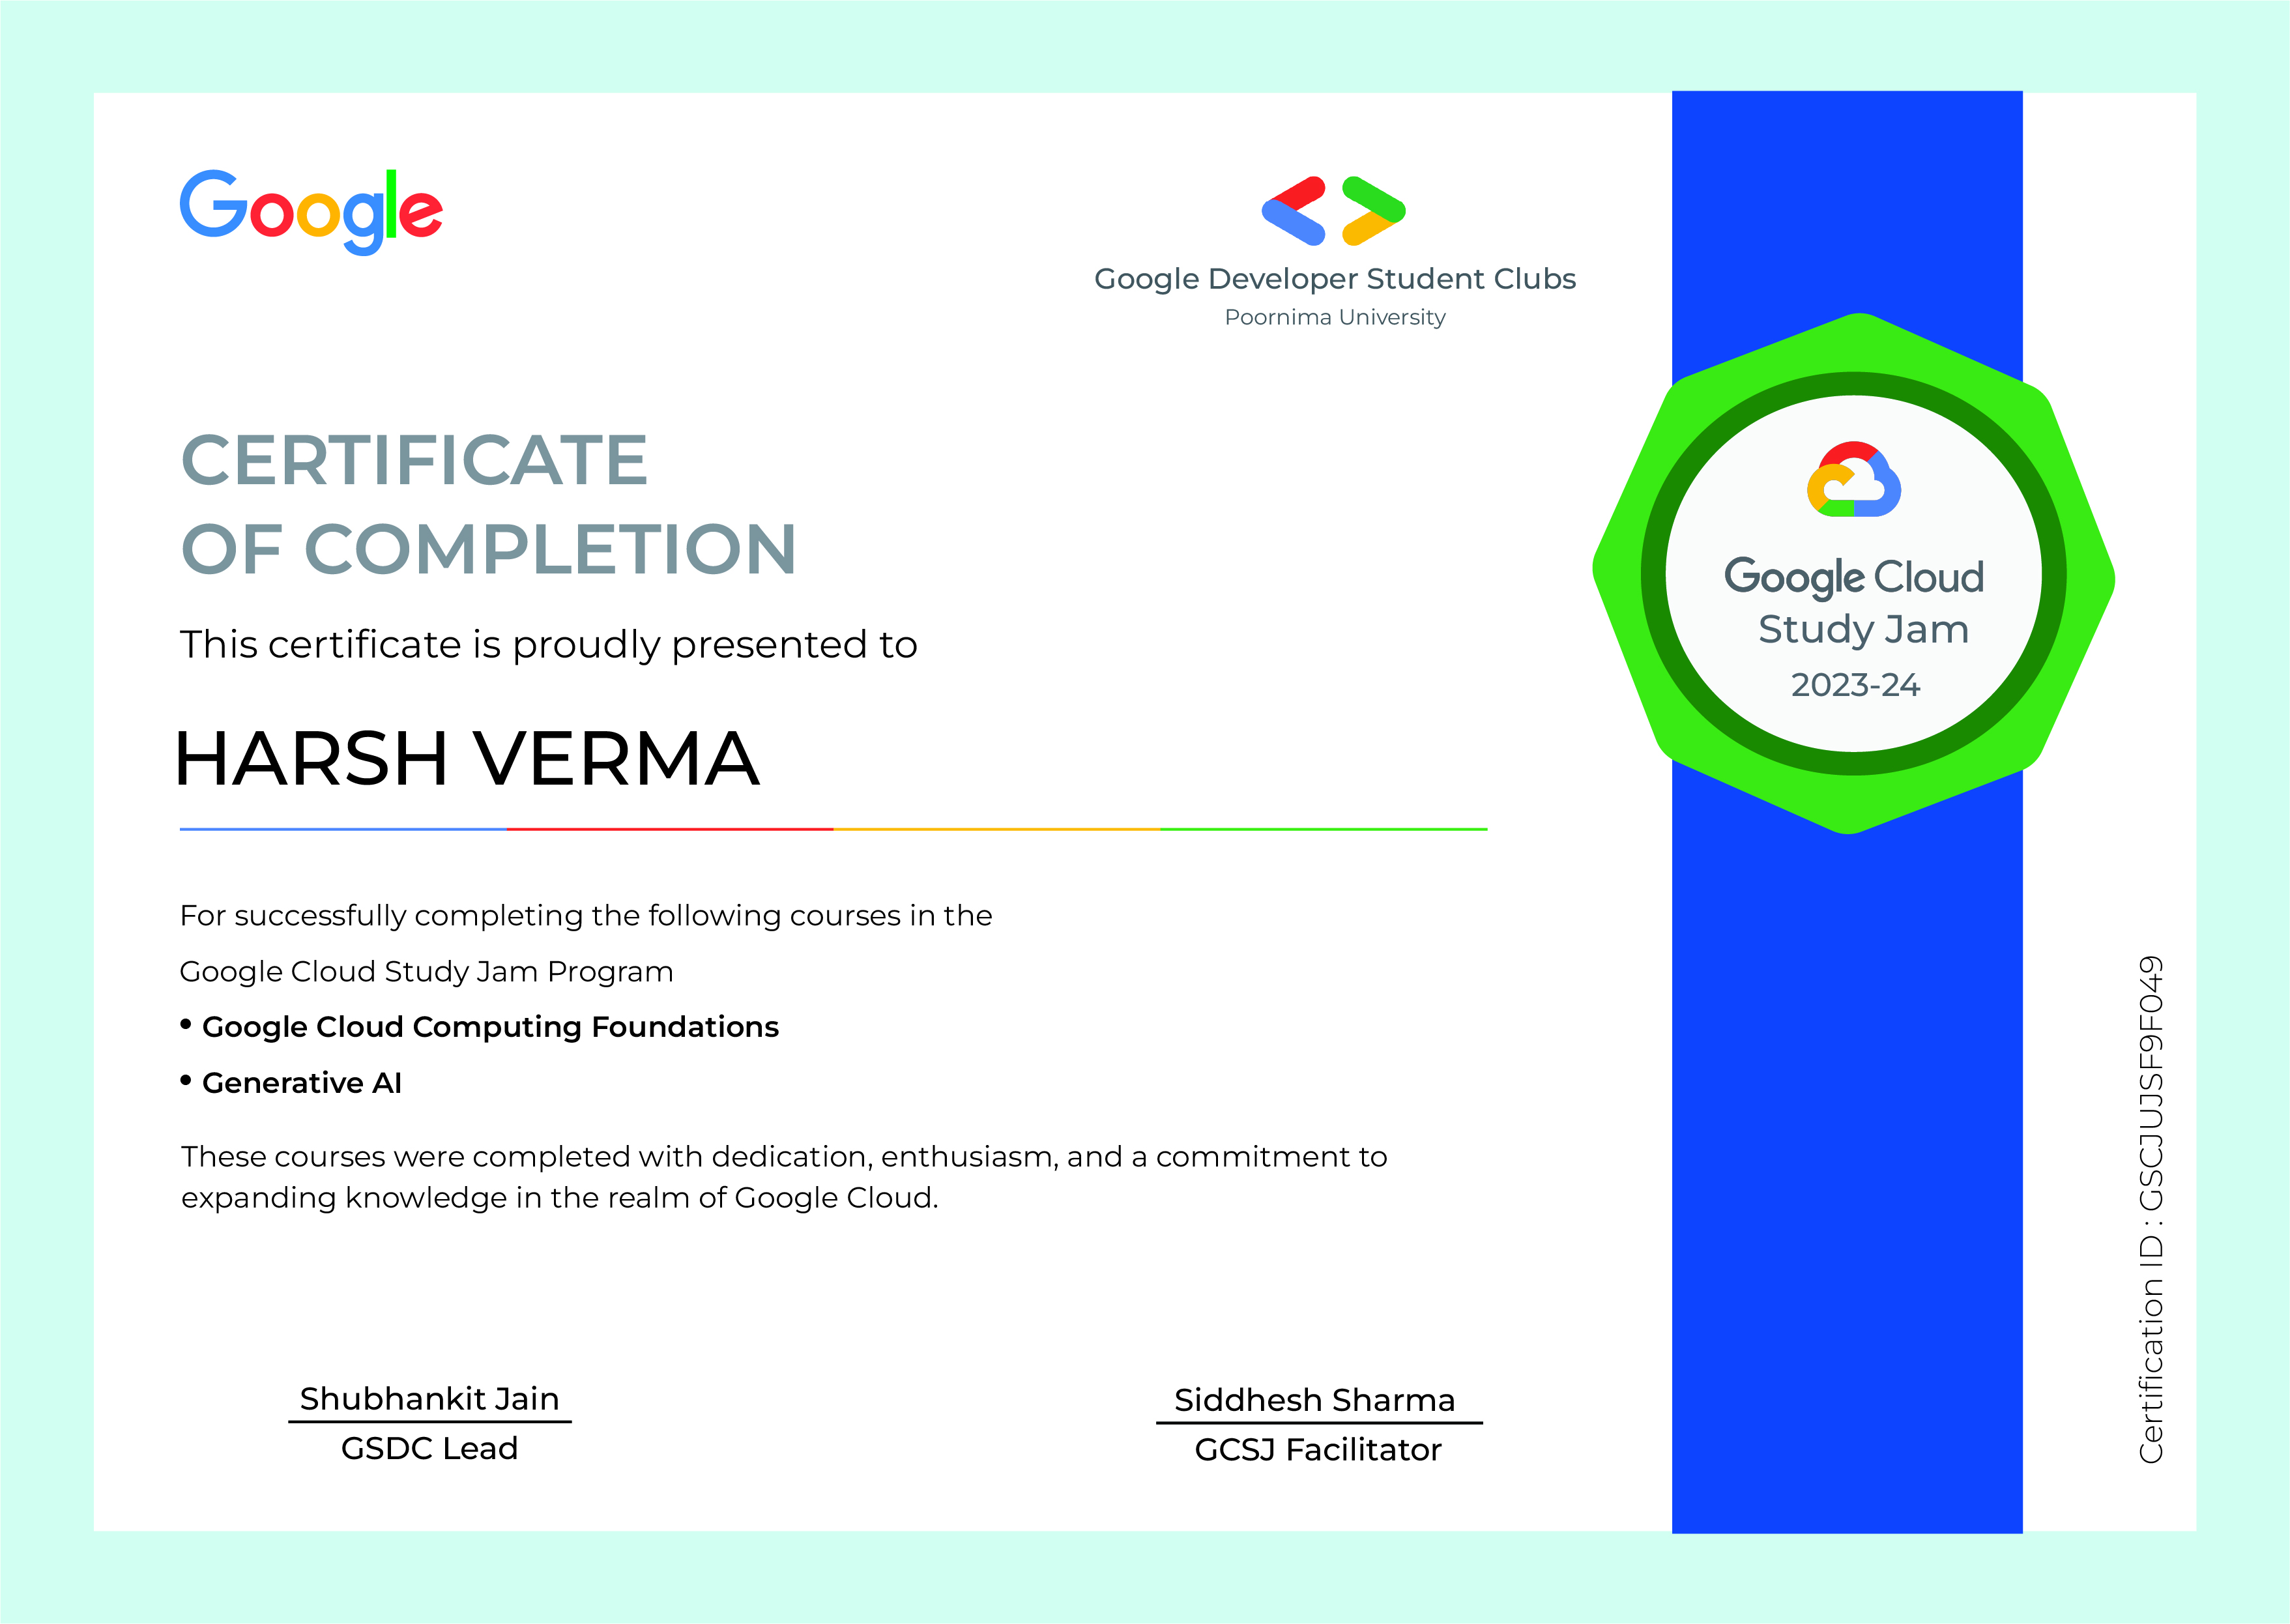 Google
Google Developer Student Clubs
Poornima University
CERTIFICATE
OF COMPLETION
This certificate is proudly presented to
HARSH VERMA
Google Cloud
Study Jam
2023-24
For successfully completing the following courses in the
Google Cloud Study Jam Program
• Google Cloud Computing Foundations
• Generative AI
These courses were completed with dedication, enthusiasm, and a commitment to
expanding knowledge in the realm of Google Cloud.
Shubhankit Jain
GSDC Lead
Siddhesh Sharma
GCSJ Facilitator
Certification ID : GSCJUJSF9F049